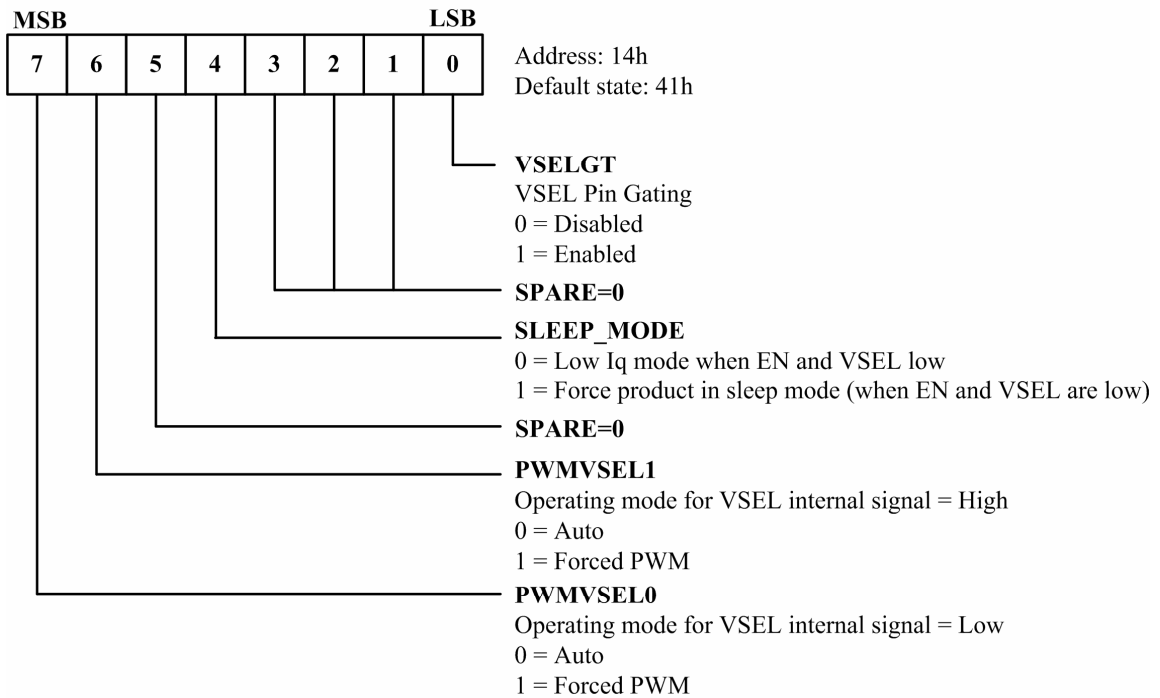 MSB LSB
7 6 5 4 3 2 1 0
Address: 14h
Default state: 41h
VSELGT
VSEL Pin Gating
0 = Disabled
1 = Enabled
SPARE=0
SLEEP_MODE
0 = Low Iq mode when EN and VSEL low
1 = Force product in sleep mode (when EN and VSEL are low)
SPARE=0
PWMVSEL1
Operating mode for VSEL internal signal = High
0 = Auto
1 = Forced PWM
PWMVSEL0
Operating mode for VSEL internal signal = Low
0 = Auto
1 = Forced PWM